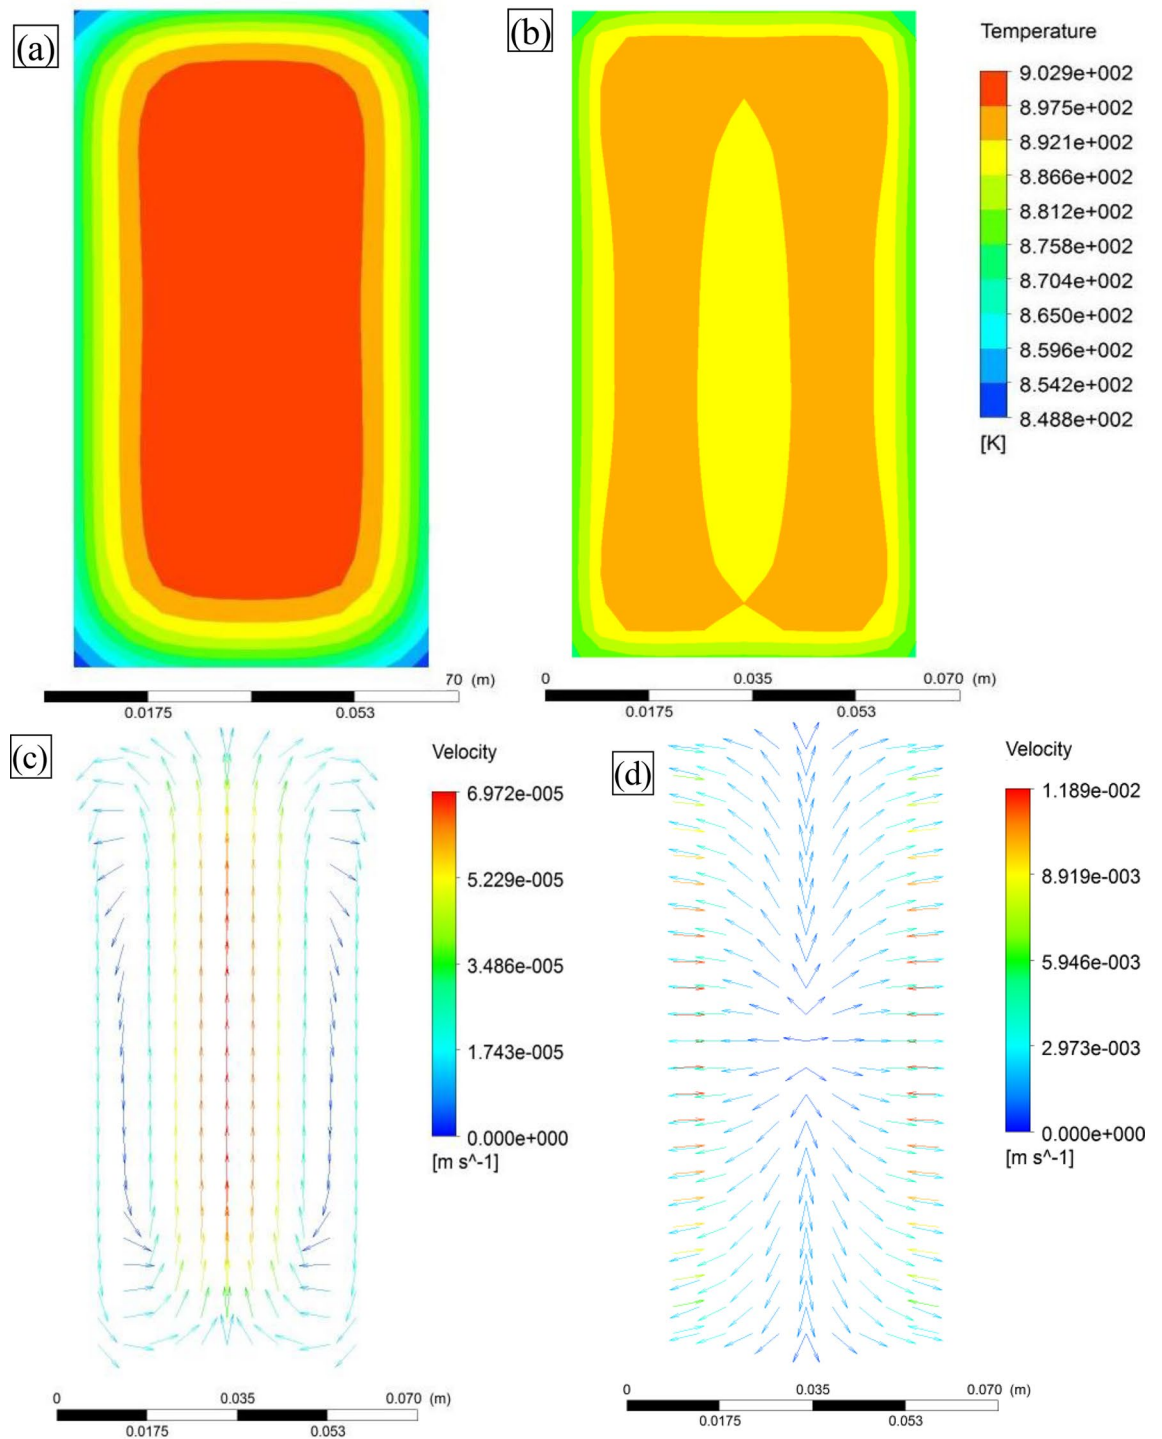 (a)
(b)
Temperature
9.029e+002
8.975e+002
8.921e+002
8.866e+002
8.812e+002
8.758e+002
8.704e+002
8.650e+002
8.596e+002
8.542e+002
8.488e+002
[K]
70 (m)
0.0175 0.053
0 0.035 0.070 (m)
0.0175 0.053
(c)
Velocity
6.972e-005
5.229e-005
3.486e-005
1.743e-005
0.000e+000
[m s^-1]
0 0.035 0.070 (m)
0.0175 0.053
(d)
Velocity
1.189e-002
8.919e-003
5.946e-003
2.973e-003
0.000e+000
[m s^-1]
0 0.035 0.070 (m)
0.0175 0.053